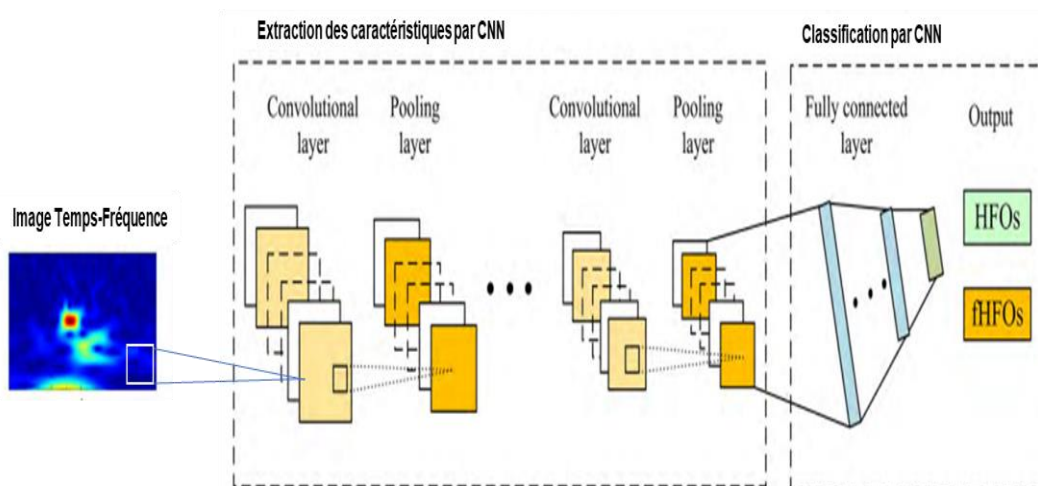 Extraction des caractéristiques par CNN
Classification par CNN
Convolutional
layer
Pooling
layer
Convolutional
layer
Pooling
layer
Fully connected
layer
Output
Image Temps-Fréquence
HFOs
fHFOs